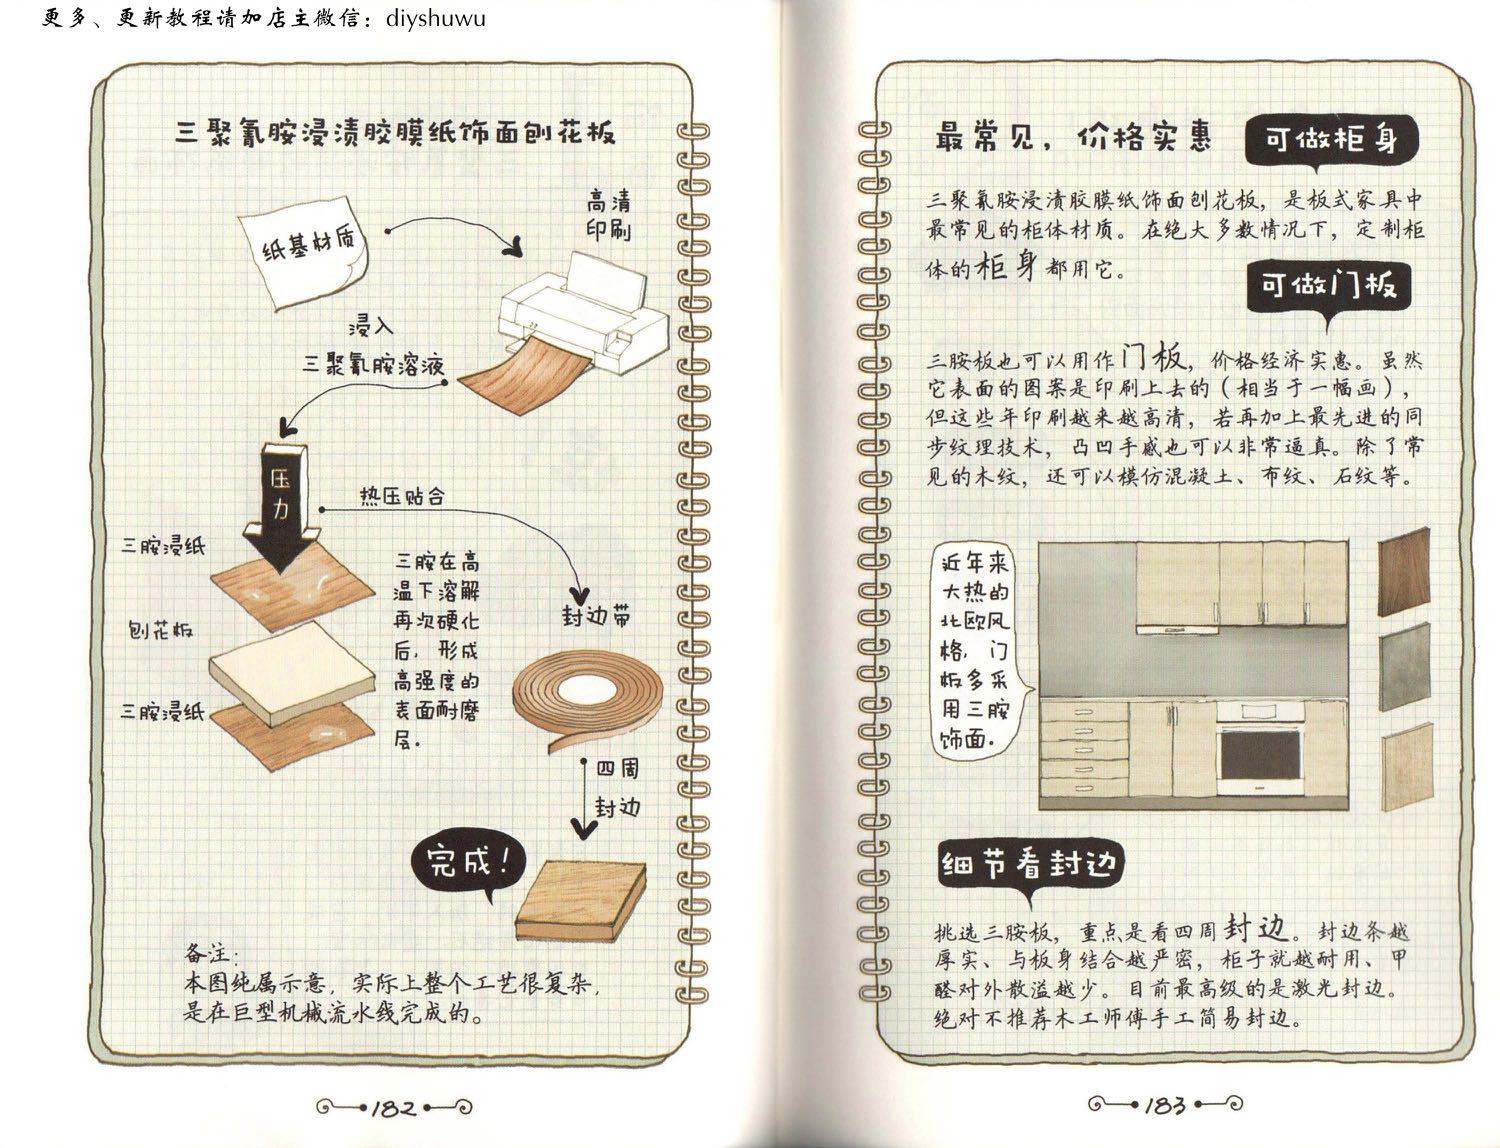 更多、更新教程请加店主微信：diyshuwu
三聚氰胺浸渍胶膜纸饰面刨花板
纸基材质
高清
印刷
浸入
三聚氰胺溶液
压
力
热压贴合
三胺浸纸
刨花板
三胺浸纸
三胺在高
温下溶解
再次硬化
后，形成
高强度的
表面耐磨
层。
封边带
四周
封边
完成！
备注：
本图纯属示意，实际上整个工艺很复杂，
是在巨型机械流水线完成的。
182
最常见，价格实惠
可做柜身
三聚氰胺浸渍胶膜纸饰面刨花板，是板式家具中
最常见的柜体材质。在绝大多数情况下，定制柜
体的柜身都用它。
可做门板
三胺板也可以用作门板，价格经济实惠。虽然
它表面的图案是印刷上去的（相当于一幅画），
但这些年印刷越来越高清，若再加上最先进的同
步纹理技术，凸凹手感也可以非常逼真。除了常
见的木纹，还可以模仿混凝土、布纹、石纹等。
近年来
大热的
北欧风
格，门
板多采
用三胺
饰面．
细节看封边
挑选三胺板，重点是看四周封边。封边条越
厚实、与板身结合越严密，柜子就越耐用、甲
醛对外散溢越少。目前最高级的是激光封边。
绝对不推荐木工师傅手工简易封边。
183